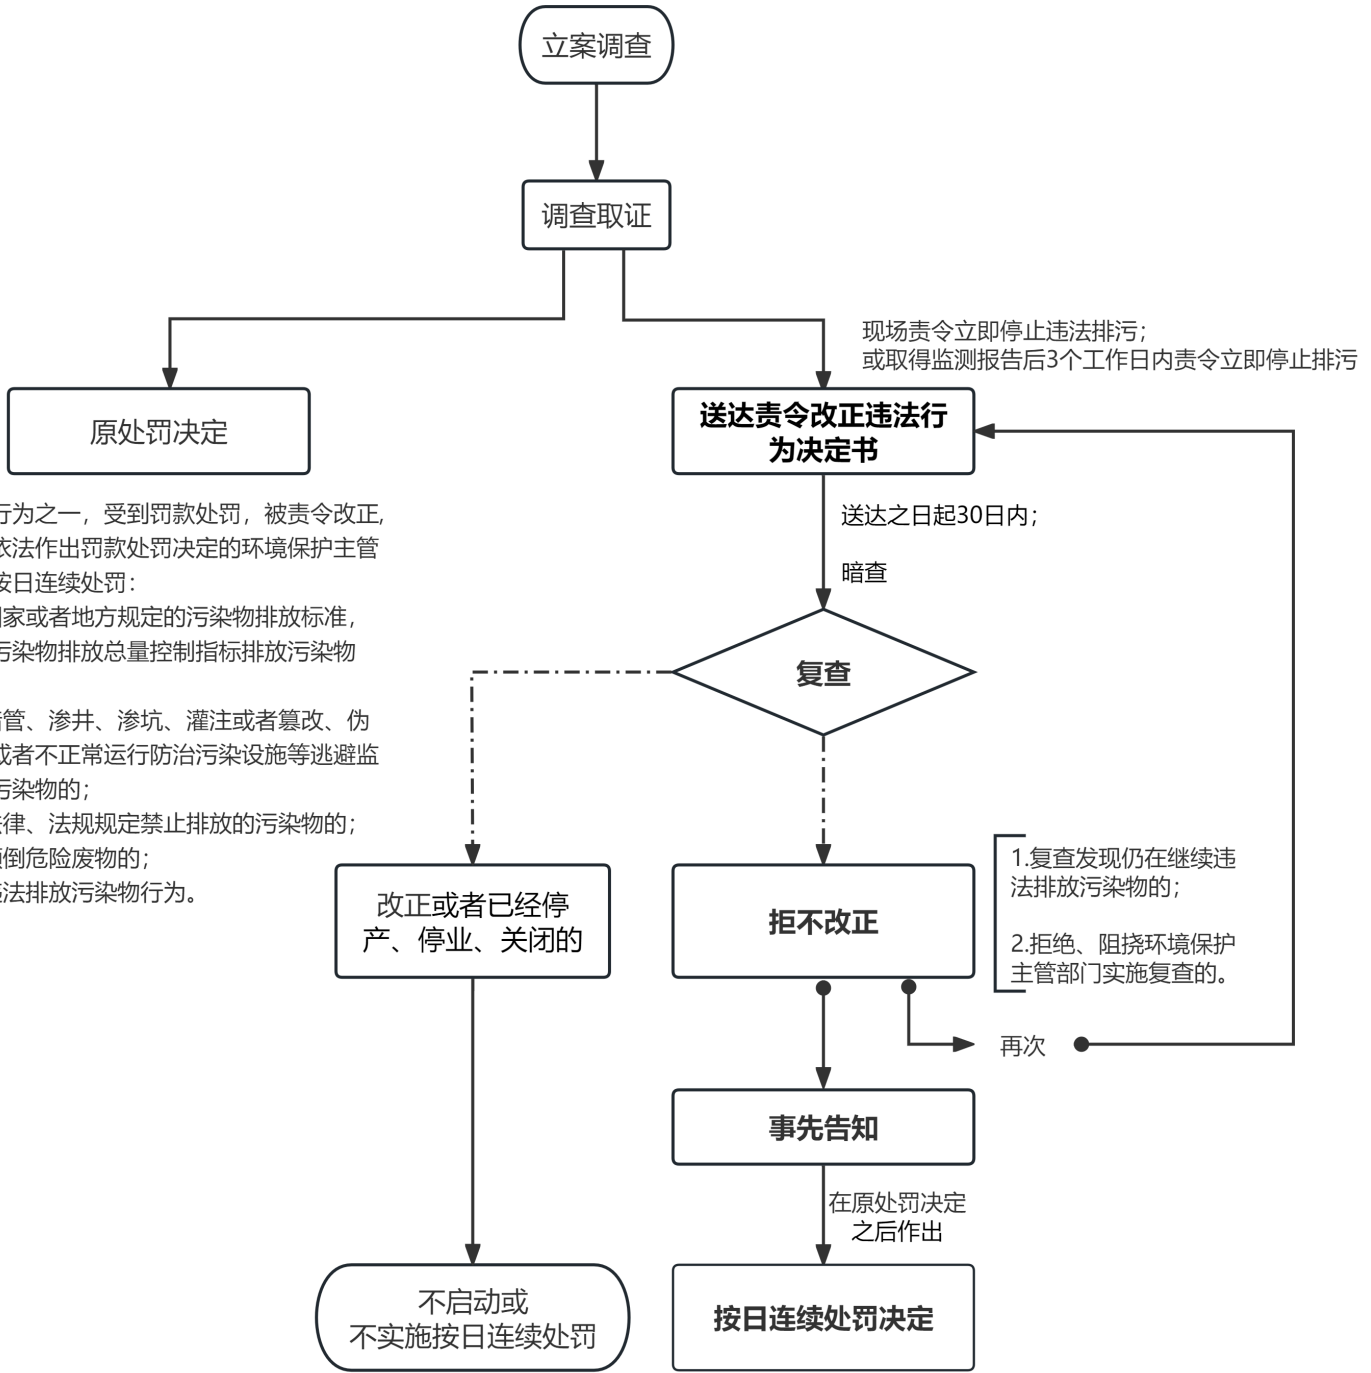 立案调查
调查取证
现场责令立即停止违法排污；
或取得监测报告后3个工作日内责令立即停止排污
原处罚决定
送达责令改正违法行
为决定书
行为之一，受到罚款处罚，被责令改正,
依法作出罚款处罚决定的环境保护主管
按日连续处罚：
家或者地方规定的污染物排放标准，
污染物排放总量控制指标排放污染物
管、渗井、渗坑、灌注或者篡改、伪
或者不正常运行防治污染设施等逃避监
污染物的；
律、法规规定禁止排放的污染物的；
倒危险废物的；
法排放污染物行为。
送达之日起30日内；
暗查
复查
改正或者已经停
产、停业、关闭的
拒不改正
1.复查发现仍在继续违
法排放污染物的；
2.拒绝、阻挠环境保护
主管部门实施复查的。
再次
事先告知
在原处罚决定
之后作出
不启动或
不实施按日连续处罚
按日连续处罚决定